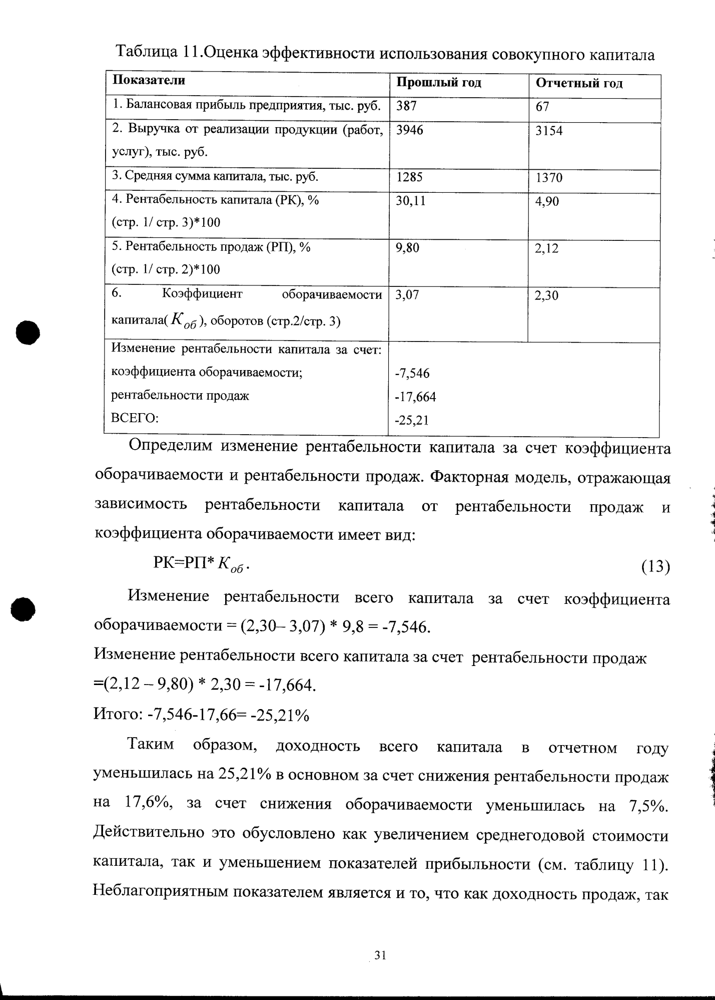 Таблица 11.Оценка эффективности использования совокупного капитала
Показатели Прошлый год Отчетный год
1. Балансовая прибыль предприятия, тыс. руб. 387 67
2. Выручка от реализации продукции (работ, 3946 3154
услуг), тыс. руб.
3. Средняя сумма капитала, тыс. руб. 1285 1370
4. Рентабельность капитала (РК), % 30,11 4,90
(стр. 1/ стр. 3)*100
5. Рентабельность продаж (РП), % 9,80 2,12
(стр. 1/ стр. 2)*100
6. Коэффициент оборачиваемости 3,07 2,30
капитала( K об ), оборотов (стр.2/стр. 3)
Изменение рентабельности капитала за счет:
коэффициента оборачиваемости; -7,546
рентабельности продаж -17,664
ВСЕГО: -25,21
Определим изменение рентабельности капитала за счет коэффициента
оборачиваемости и рентабельности продаж. Факторная модель, отражающая
зависимость рентабельности капитала от рентабельности продаж и
коэффициента оборачиваемости имеет вид:
РК=РП* K об . (13)
Изменение рентабельности всего капитала за счет коэффициента
оборачиваемости = (2,30– 3,07) * 9,8 = -7,546.
Изменение рентабельности всего капитала за счет рентабельности продаж
=(2,12 – 9,80) * 2,30 = -17,664.
Итого: -7,546-17,66= -25,21%
Таким образом, доходность всего капитала в отчетном году
уменьшилась на 25,21% в основном за счет снижения рентабельности продаж
на 17,6%, за счет снижения оборачиваемости уменьшилась на 7,5%.
Действительно это обусловлено как увеличением среднегодовой стоимости
капитала, так и уменьшением показателей прибыльности (см. таблицу 11).
Неблагоприятным показателем является и то, что как доходность продаж, так
31